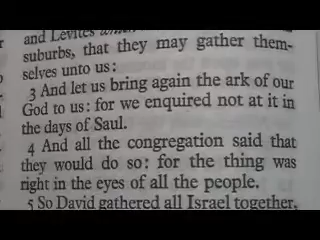 and Levites which
suburbs, that they may gather them-
selves unto us:
3 And let us bring again the ark of our
God to us: for we enquired not at it in
the days of Saul.
4 And all the congregation said that
they would do so: for the thing was
right in the eyes of all the people.
5 So David gathered all Israel together,